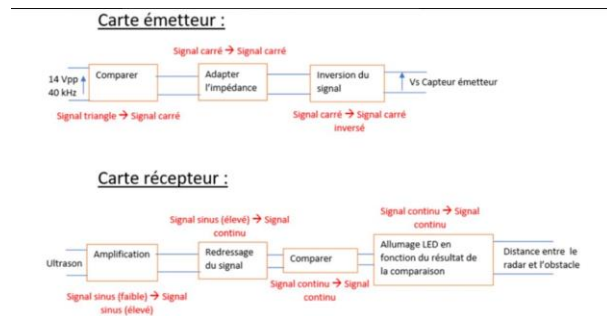 Carte émetteur :
Signal carré → Signal carré
14 Vpp
40 kHz
Comparer
Adapter
l'impédance
Inversion du
signal
Vs Capteur émetteur
Signal triangle → Signal carré
Signal carré → Signal carré
inversé
Carte récepteur :
Signal sinus (élevé) → Signal
continu
Signal continu → Signal
continu
Ultrason
Amplification
Redressage
du signal
Comparer
Allumage LED en
fonction du résultat de
la comparaison
Distance entre le
radar et l'obstacle
Signal sinus (faible) → Signal
sinus (élevé)
Signal continu → Signal
continu